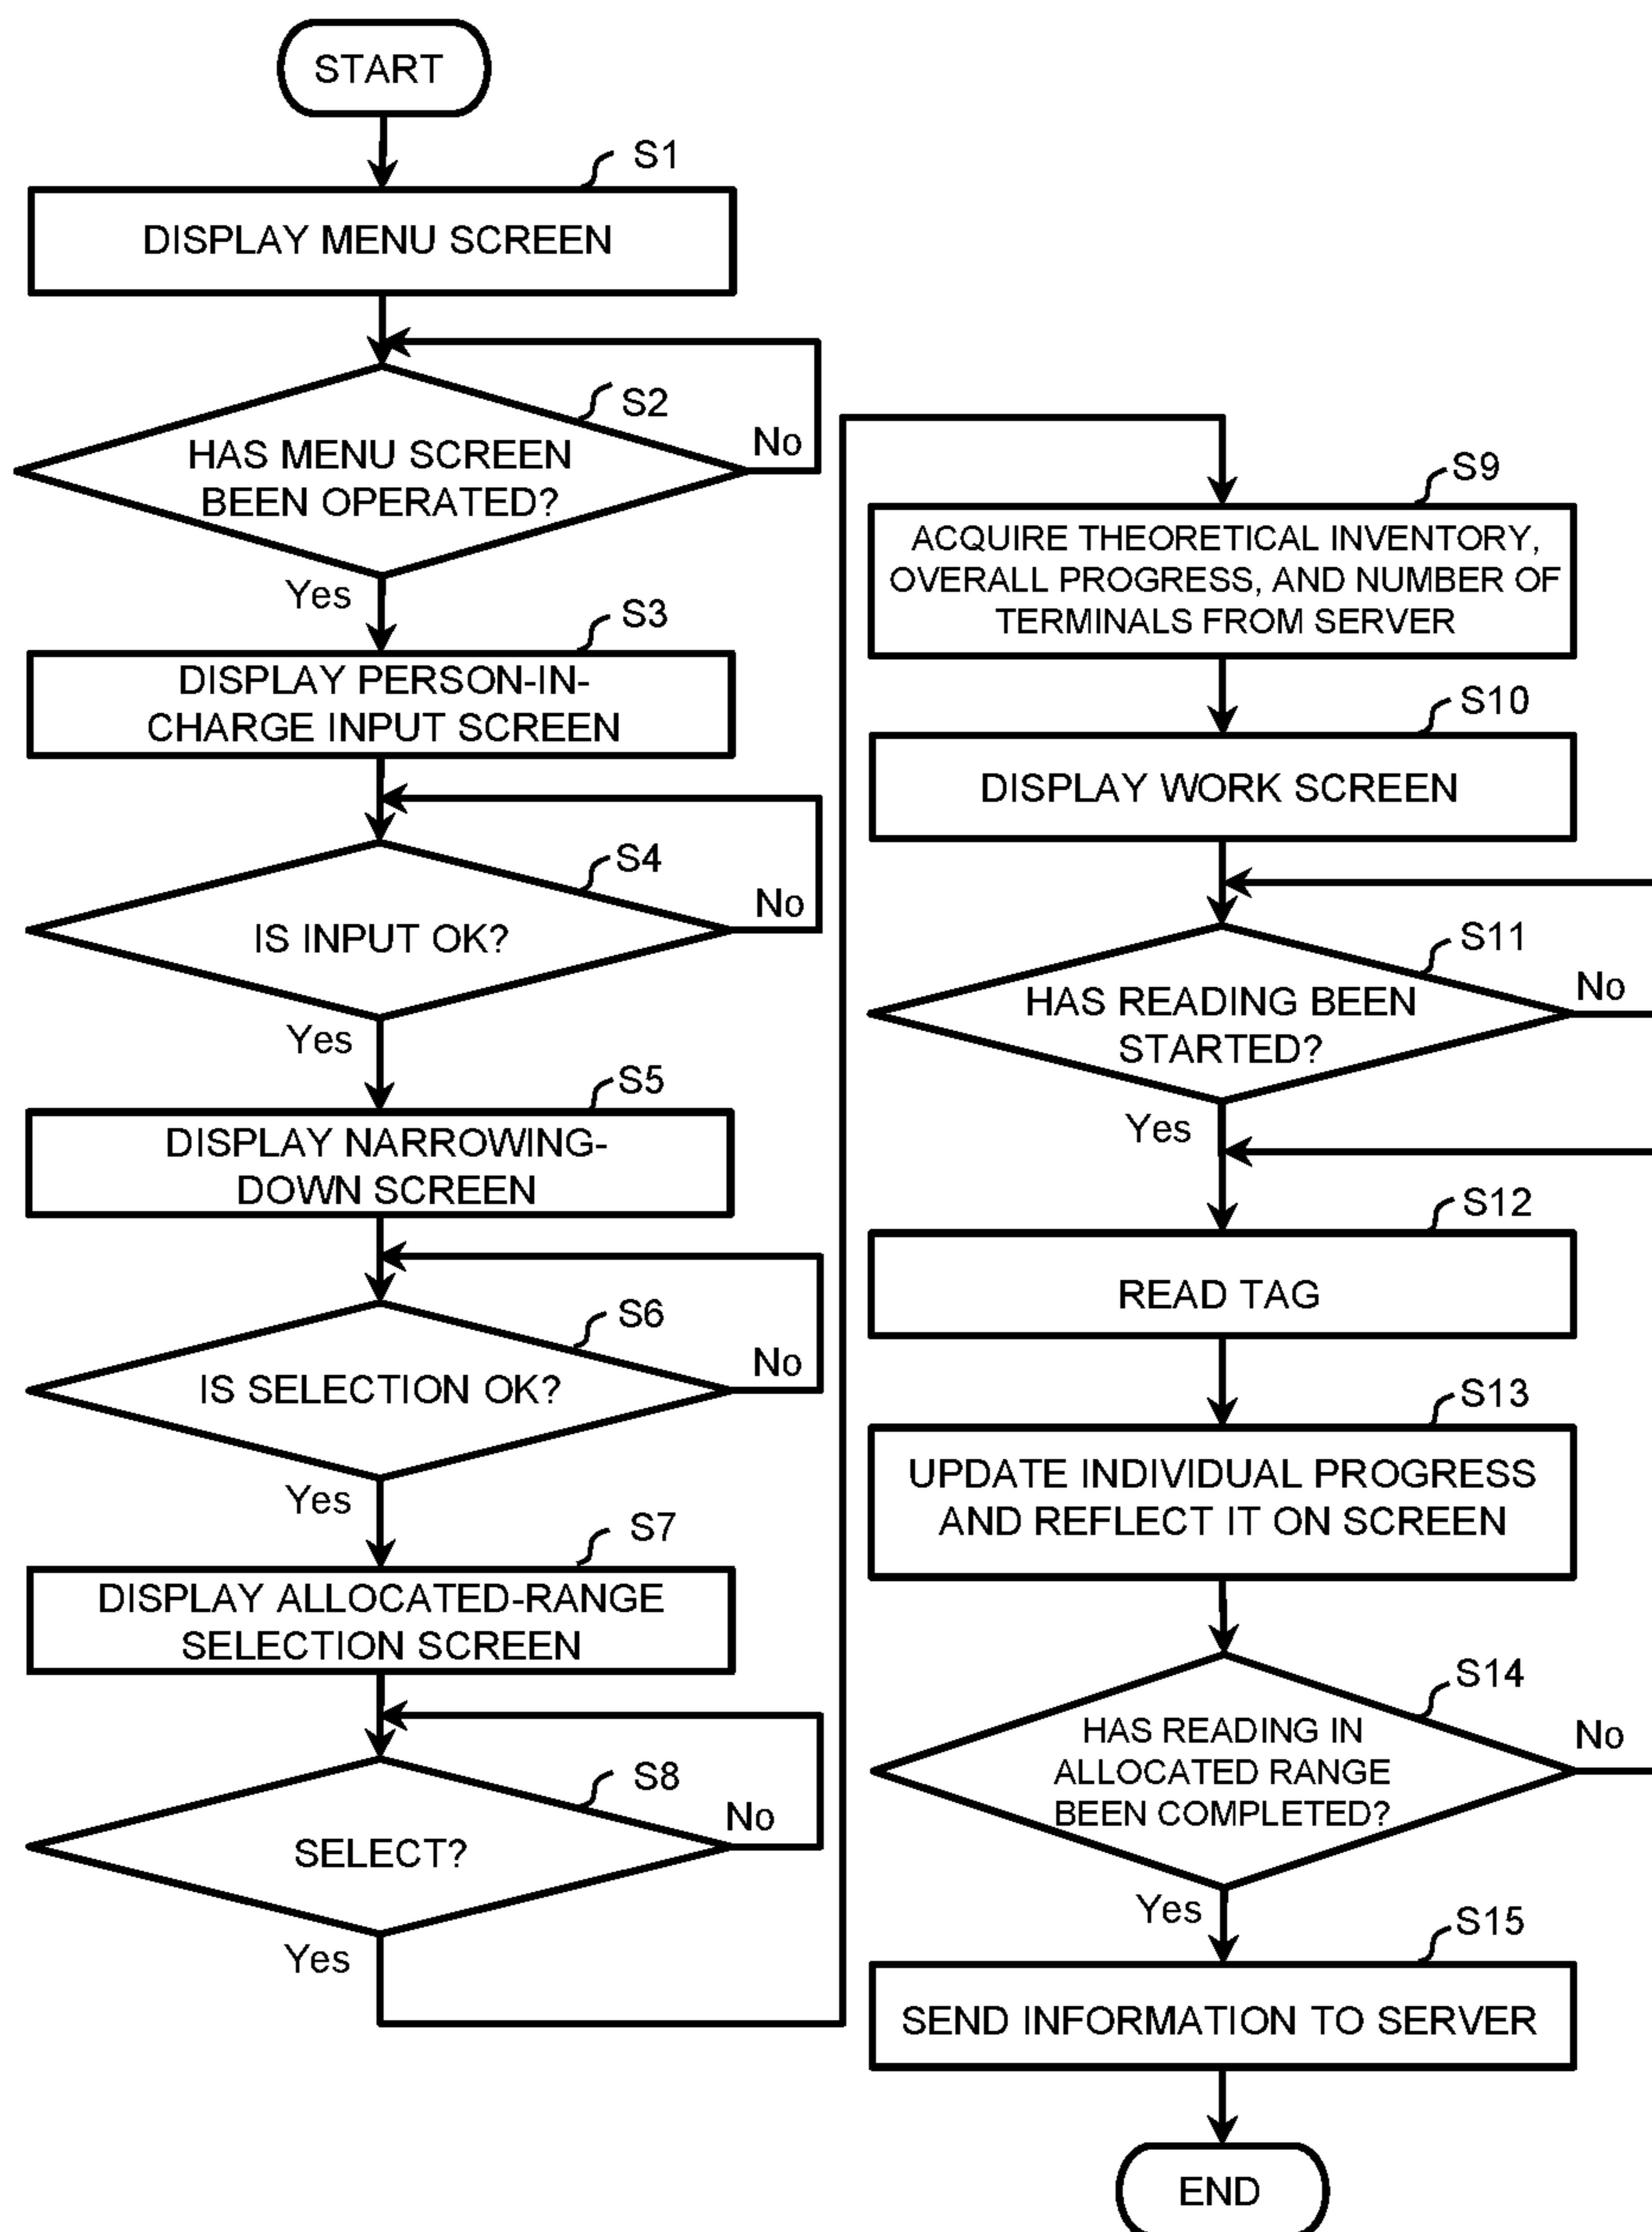 START
S1
DISPLAY MENU SCREEN
S2
HAS MENU SCREEN
BEEN OPERATED?
No
Yes
S3
DISPLAY PERSON-IN-
CHARGE INPUT SCREEN
S4
IS INPUT OK?
No
Yes
S5
DISPLAY NARROWING-
DOWN SCREEN
S6
IS SELECTION OK?
No
Yes
S7
DISPLAY ALLOCATED-RANGE
SELECTION SCREEN
S8
SELECT?
No
Yes
S9
ACQUIRE THEORETICAL INVENTORY,
OVERALL PROGRESS, AND NUMBER OF
TERMINALS FROM SERVER
S10
DISPLAY WORK SCREEN
S11
HAS READING BEEN
STARTED?
No
Yes
S12
READ TAG
S13
UPDATE INDIVIDUAL PROGRESS
AND REFLECT IT ON SCREEN
S14
HAS READING IN
ALLOCATED RANGE
BEEN COMPLETED?
No
Yes
S15
SEND INFORMATION TO SERVER
END